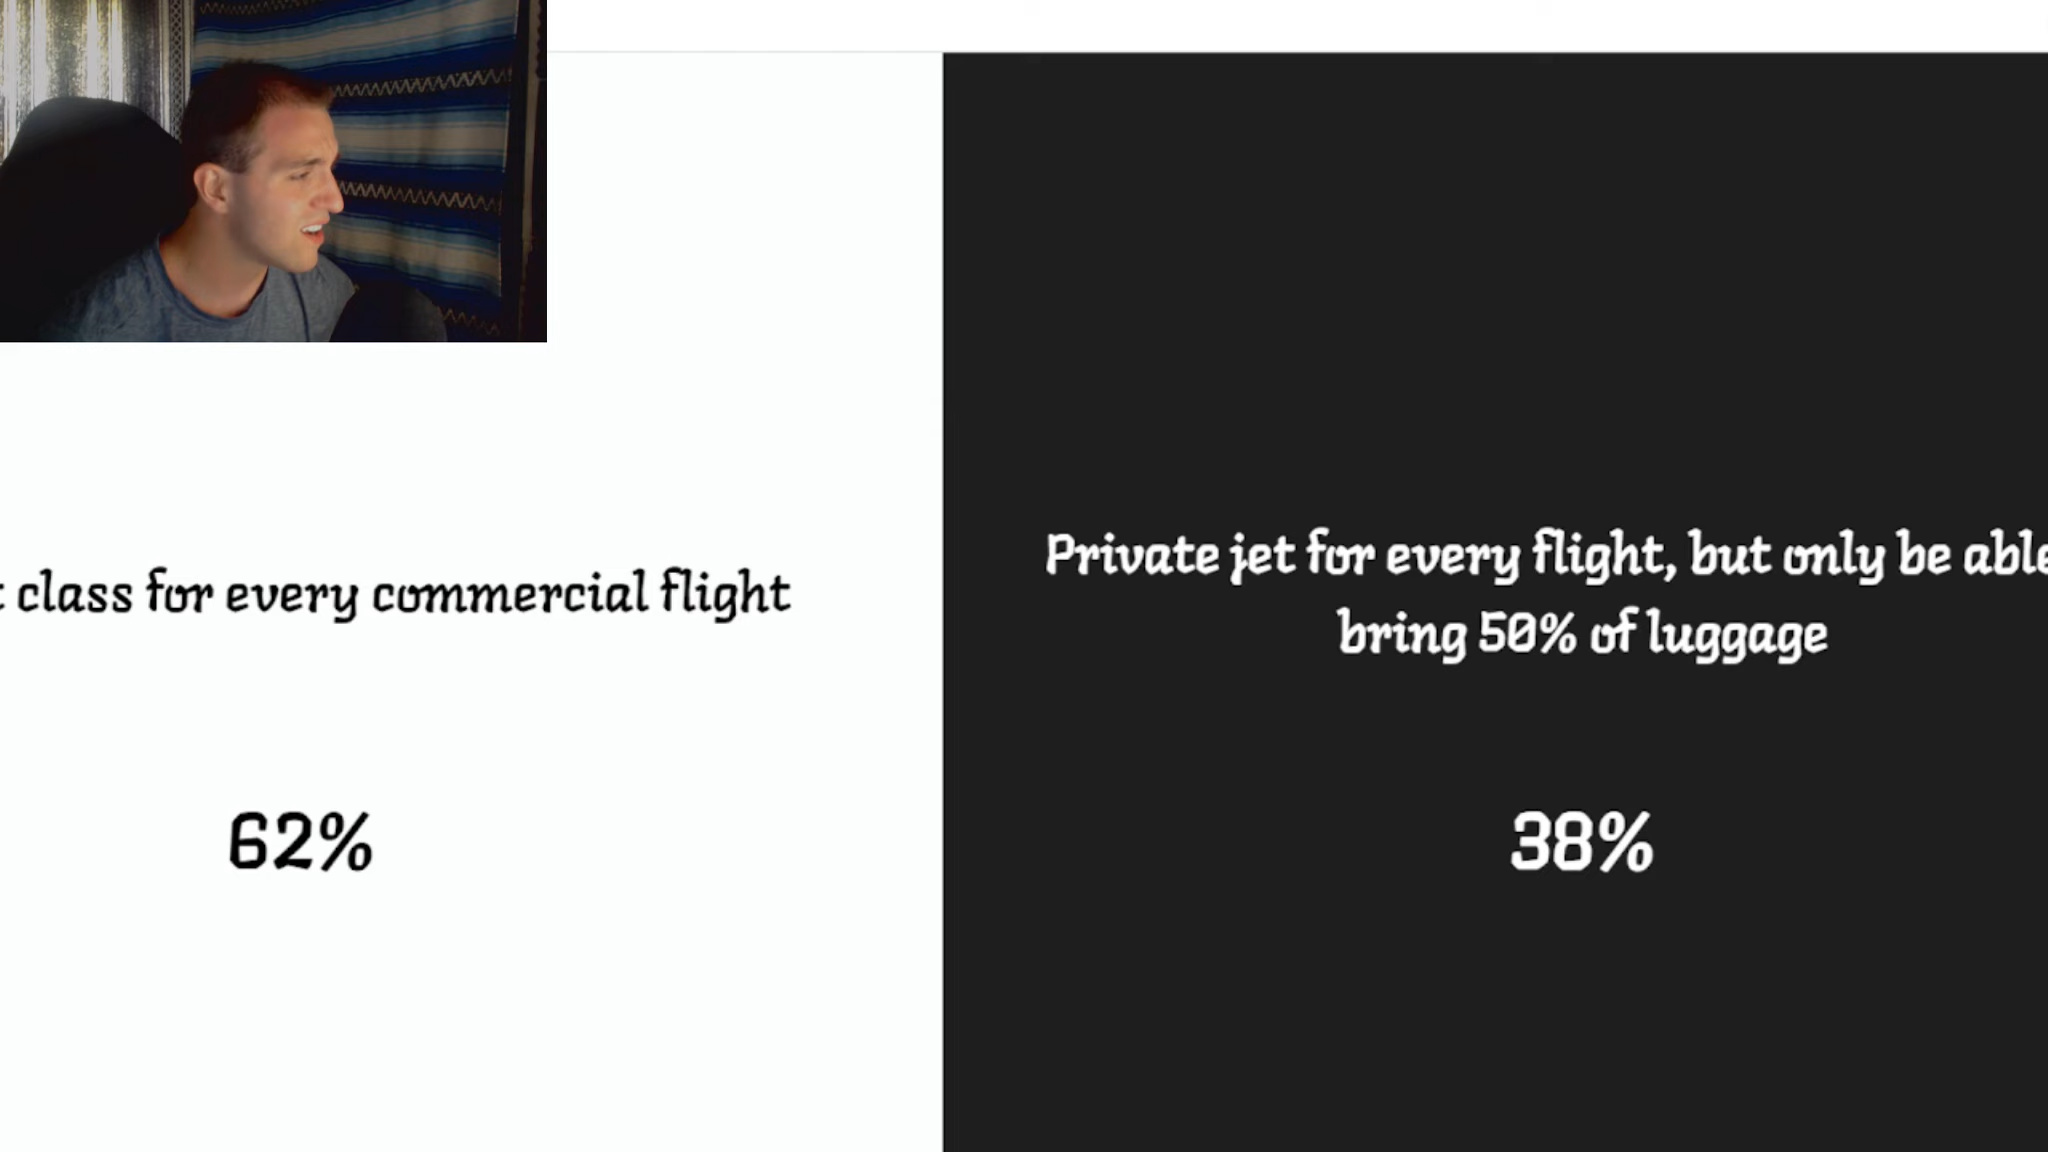 class for every commercial flight
Private jet for every flight, but only be able
bring 50% of luggage
62%
38%